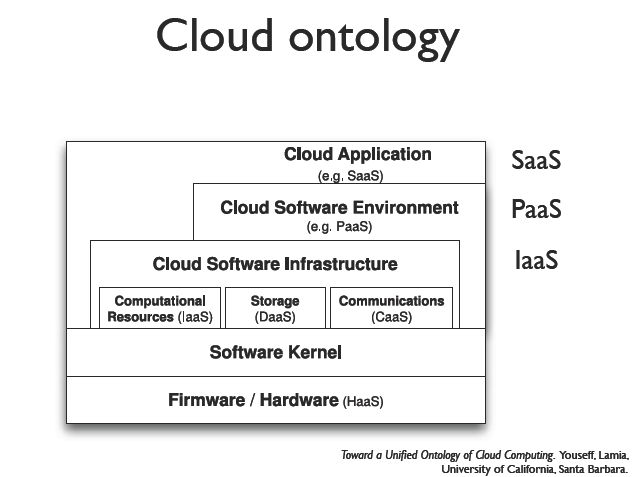 Cloud ontology
Cloud Application
(e.g. SaaS)
SaaS
Cloud Software Environment
(e.g. PaaS)
PaaS
Cloud Software Infrastructure
IaaS
Computational
Resources (IaaS)
Storage
(DaaS)
Communications
(CaaS)
Software Kernel
Firmware / Hardware (HaaS)
Toward a Unified Ontology of Cloud Computing. Youseff, Lamia,
University of California, Santa Barbara.